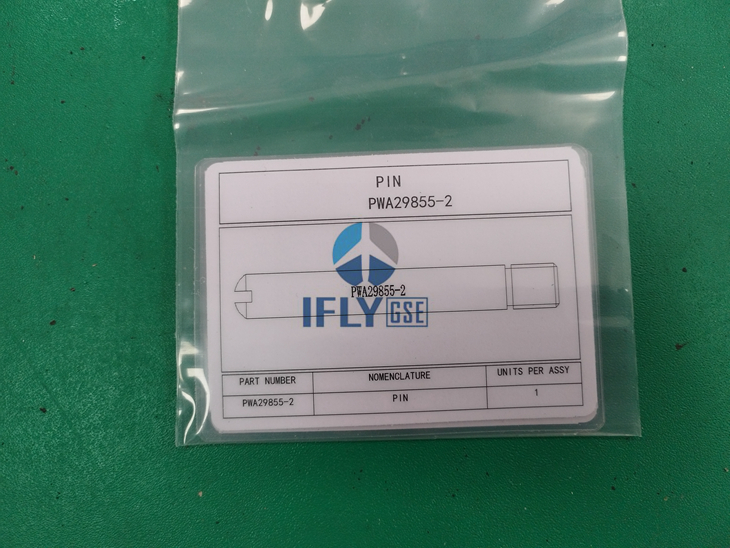 PIN
PWA29855-2
PWA29855-2
IFLY GSE
PART NUMBER NOMENCLATURE UNITS PER ASSY
PWA29855-2 PIN 1